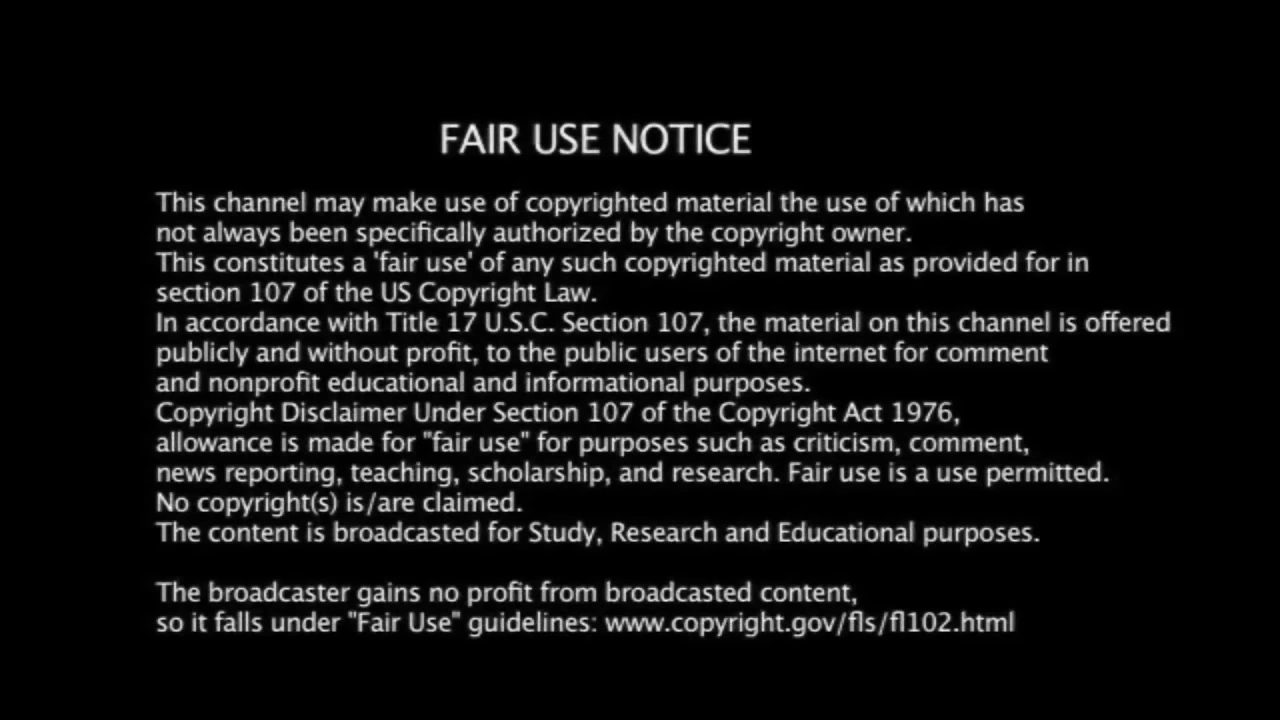 FAIR USE NOTICE
This channel may make use of copyrighted material the use of which has
not always been specifically authorized by the copyright owner.
This constitutes a 'fair use' of any such copyrighted material as provided for in
section 107 of the US Copyright Law.
In accordance with Title 17 U.S.C. Section 107, the material on this channel is offered
publicly and without profit, to the public users of the internet for comment
and nonprofit educational and informational purposes.
Copyright Disclaimer Under Section 107 of the Copyright Act 1976,
allowance is made for "fair use" for purposes such as criticism, comment,
news reporting, teaching, scholarship, and research. Fair use is a use permitted.
No copyright(s) is/are claimed.
The content is broadcasted for Study, Research and Educational purposes.
The broadcaster gains no profit from broadcasted content,
so it falls under "Fair Use" guidelines: www.copyright.gov/fls/fl102.html